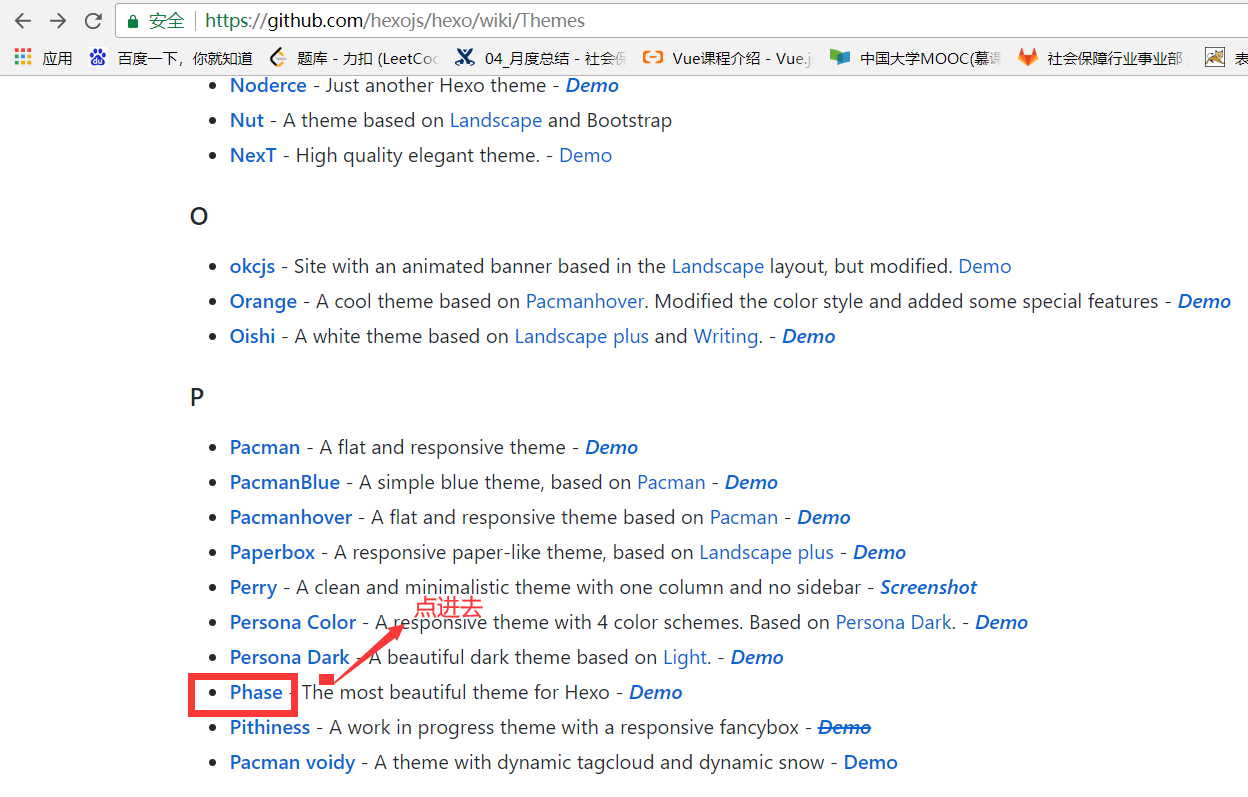 安全 https://github.com/hexojs/hexo/wiki/Themes
应用 百度一下，你就知道 题库 - 力扣 (LeetCo 04_月度总结 - 社会保 Vue课程介绍 - Vue.j 中国大学MOOC(慕课 社会保障行业事业部 表
Noderce - Just another Hexo theme - Demo
Nut - A theme based on Landscape and Bootstrap
NexT - High quality elegant theme. - Demo
O
okcjs - Site with an animated banner based in the Landscape layout, but modified. Demo
Orange - A cool theme based on Pacmanhover. Modified the color style and added some special features - Demo
Oishi - A white theme based on Landscape plus and Writing. - Demo
P
Pacman - A flat and responsive theme - Demo
PacmanBlue - A simple blue theme, based on Pacman - Demo
Pacmanhover - A flat and responsive theme based on Pacman - Demo
Paperbox - A responsive paper-like theme, based on Landscape plus - Demo
Perry - A clean and minimalistic theme with one column and no sidebar - Screenshot
点进去
Persona Color - A responsive theme with 4 color schemes. Based on Persona Dark. - Demo
Persona Dark - A beautiful dark theme based on Light. - Demo
Phase - The most beautiful theme for Hexo - Demo
Pithiness - A work in progress theme with a responsive fancybox - Demo
Pacman voidy - A theme with dynamic tagcloud and dynamic snow - Demo